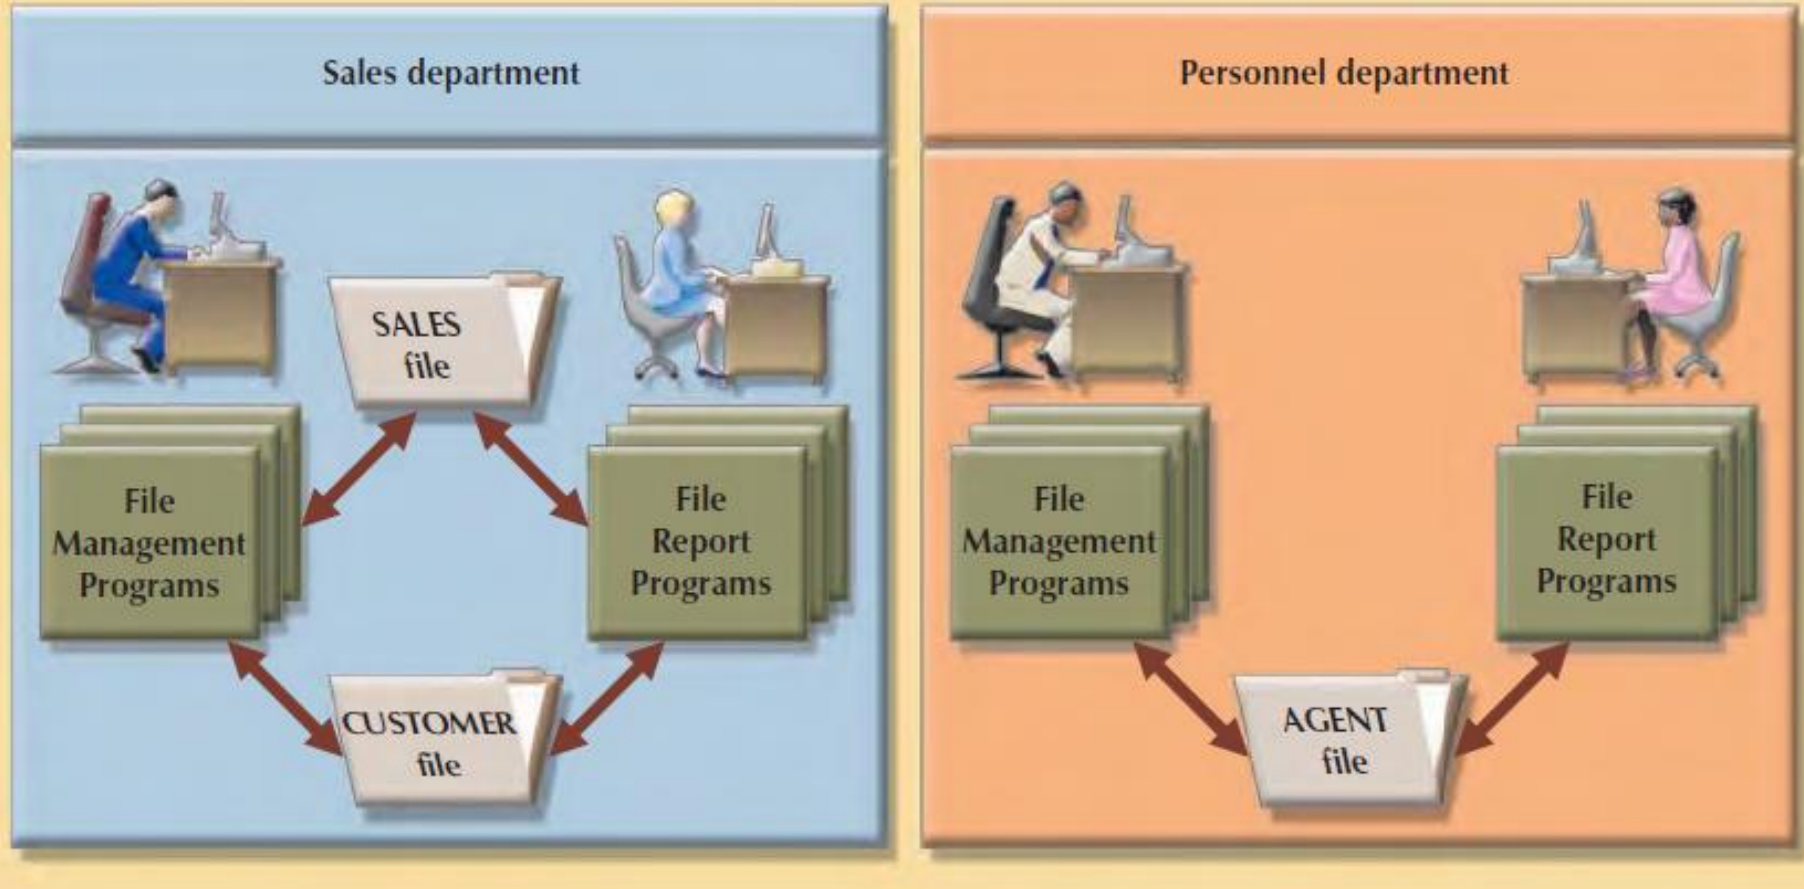 Sales department
SALES
file
File
Management
Programs
File
Report
Programs
CUSTOMER
file
Personnel department
File
Management
Programs
File
Report
Programs
AGENT
file